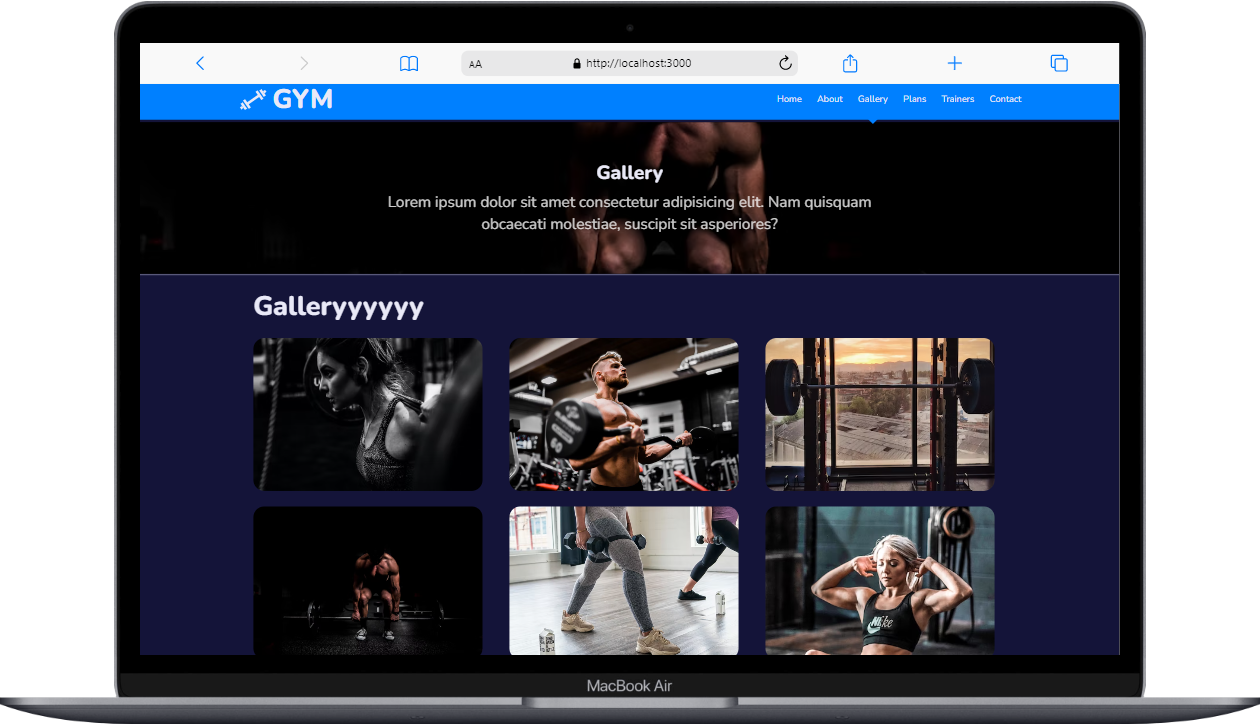 AA
http://localhost:3000
GYM
Home About Gallery Plans Trainers Contact
Gallery
Lorem ipsum dolor sit amet consectetur adipisicing elit. Nam quisquam
obcaecati molestiae, suscipit sit asperiores?
Galleryyyyyy
MacBook Air